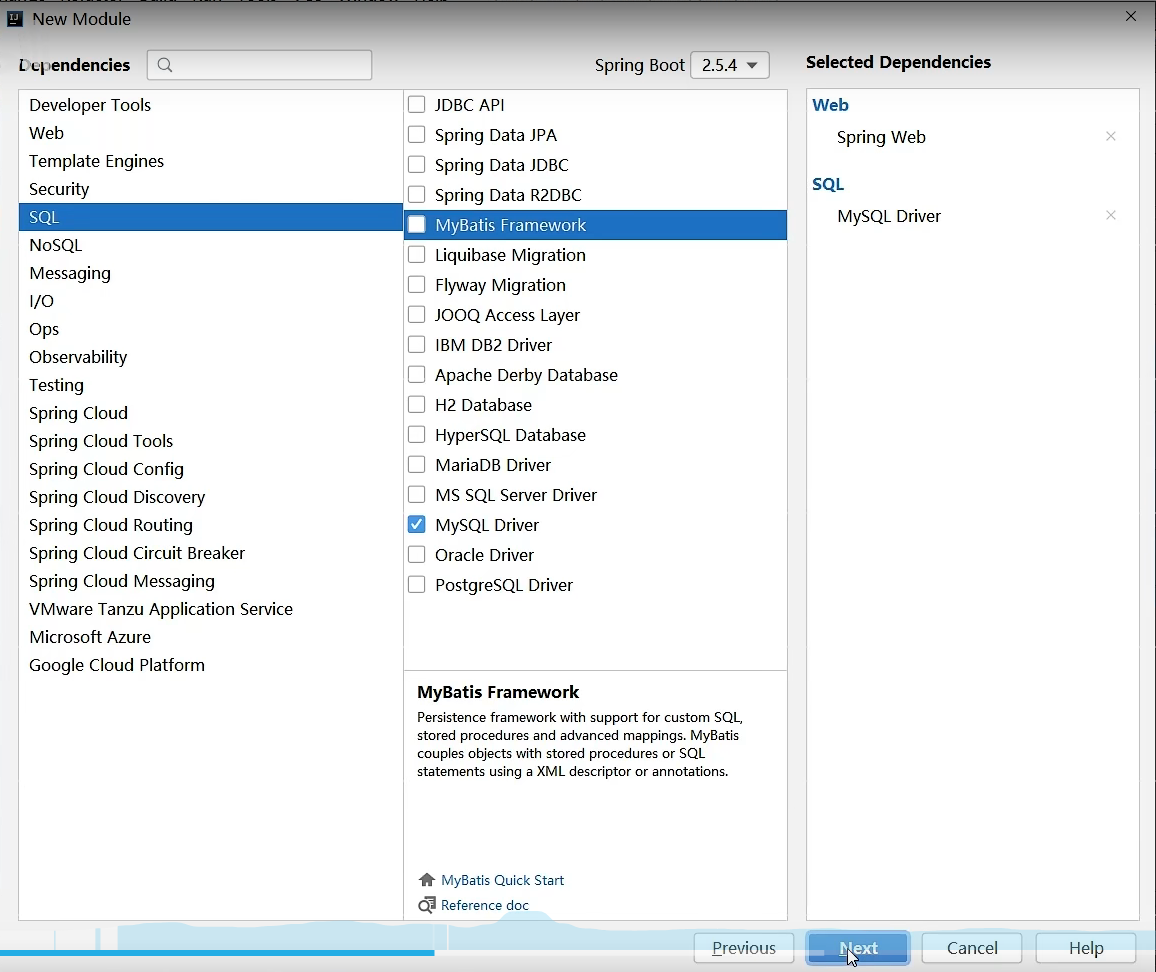 New Module
Dependencies
Spring Boot 2.5.4
Selected Dependencies
Developer Tools
Web
Template Engines
Security
SQL
NoSQL
Messaging
I/O
Ops
Observability
Testing
Spring Cloud
Spring Cloud Tools
Spring Cloud Config
Spring Cloud Discovery
Spring Cloud Routing
Spring Cloud Circuit Breaker
Spring Cloud Messaging
VMware Tanzu Application Service
Microsoft Azure
Google Cloud Platform
JDBC API
Spring Data JPA
Spring Data JDBC
Spring Data R2DBC
MyBatis Framework
Liquibase Migration
Flyway Migration
JOOQ Access Layer
IBM DB2 Driver
Apache Derby Database
H2 Database
HyperSQL Database
MariaDB Driver
MS SQL Server Driver
MySQL Driver
Oracle Driver
PostgreSQL Driver
MyBatis Framework
Persistence framework with support for custom SQL,
stored procedures and advanced mappings. MyBatis
couples objects with stored procedures or SQL
statements using a XML descriptor or annotations.
MyBatis Quick Start
Reference doc
Web
Spring Web
SQL
MySQL Driver
Previous
Next
Cancel
Help